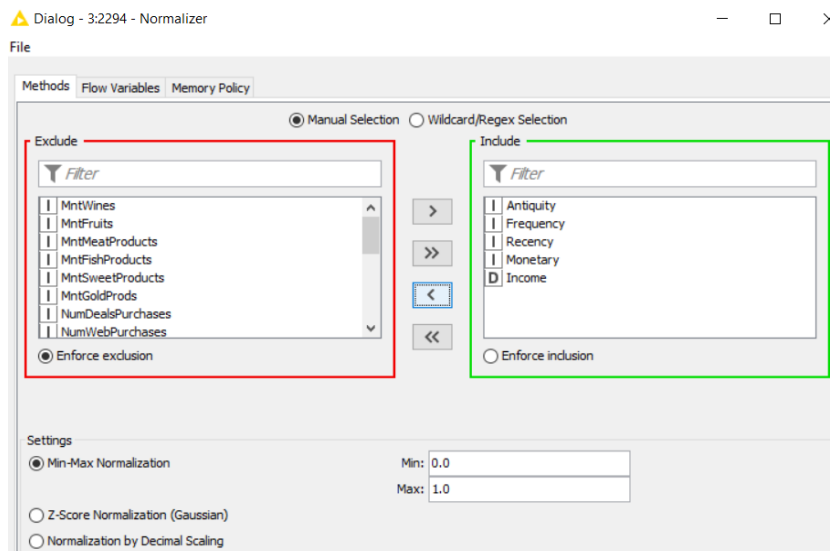 Dialog - 3:2294 - Normalizer
File
Methods Flow Variables Memory Policy
Manual Selection Wildcard/Regex Selection
Exclude Include
Filter Filter
I MntWines
I MntFruits
I MntMeatProducts
I MntFishProducts
I MntSweetProducts
I MntGoldProds
I NumDealsPurchases
I NumWebPurchases
> 
>>
<
<<
I Antiquity
I Frequency
I Recency
I Monetary
D Income
Enforce exclusion Enforce inclusion
Settings
Min-Max Normalization Min: 0.0
Max: 1.0
Z-Score Normalization (Gaussian)
Normalization by Decimal Scaling